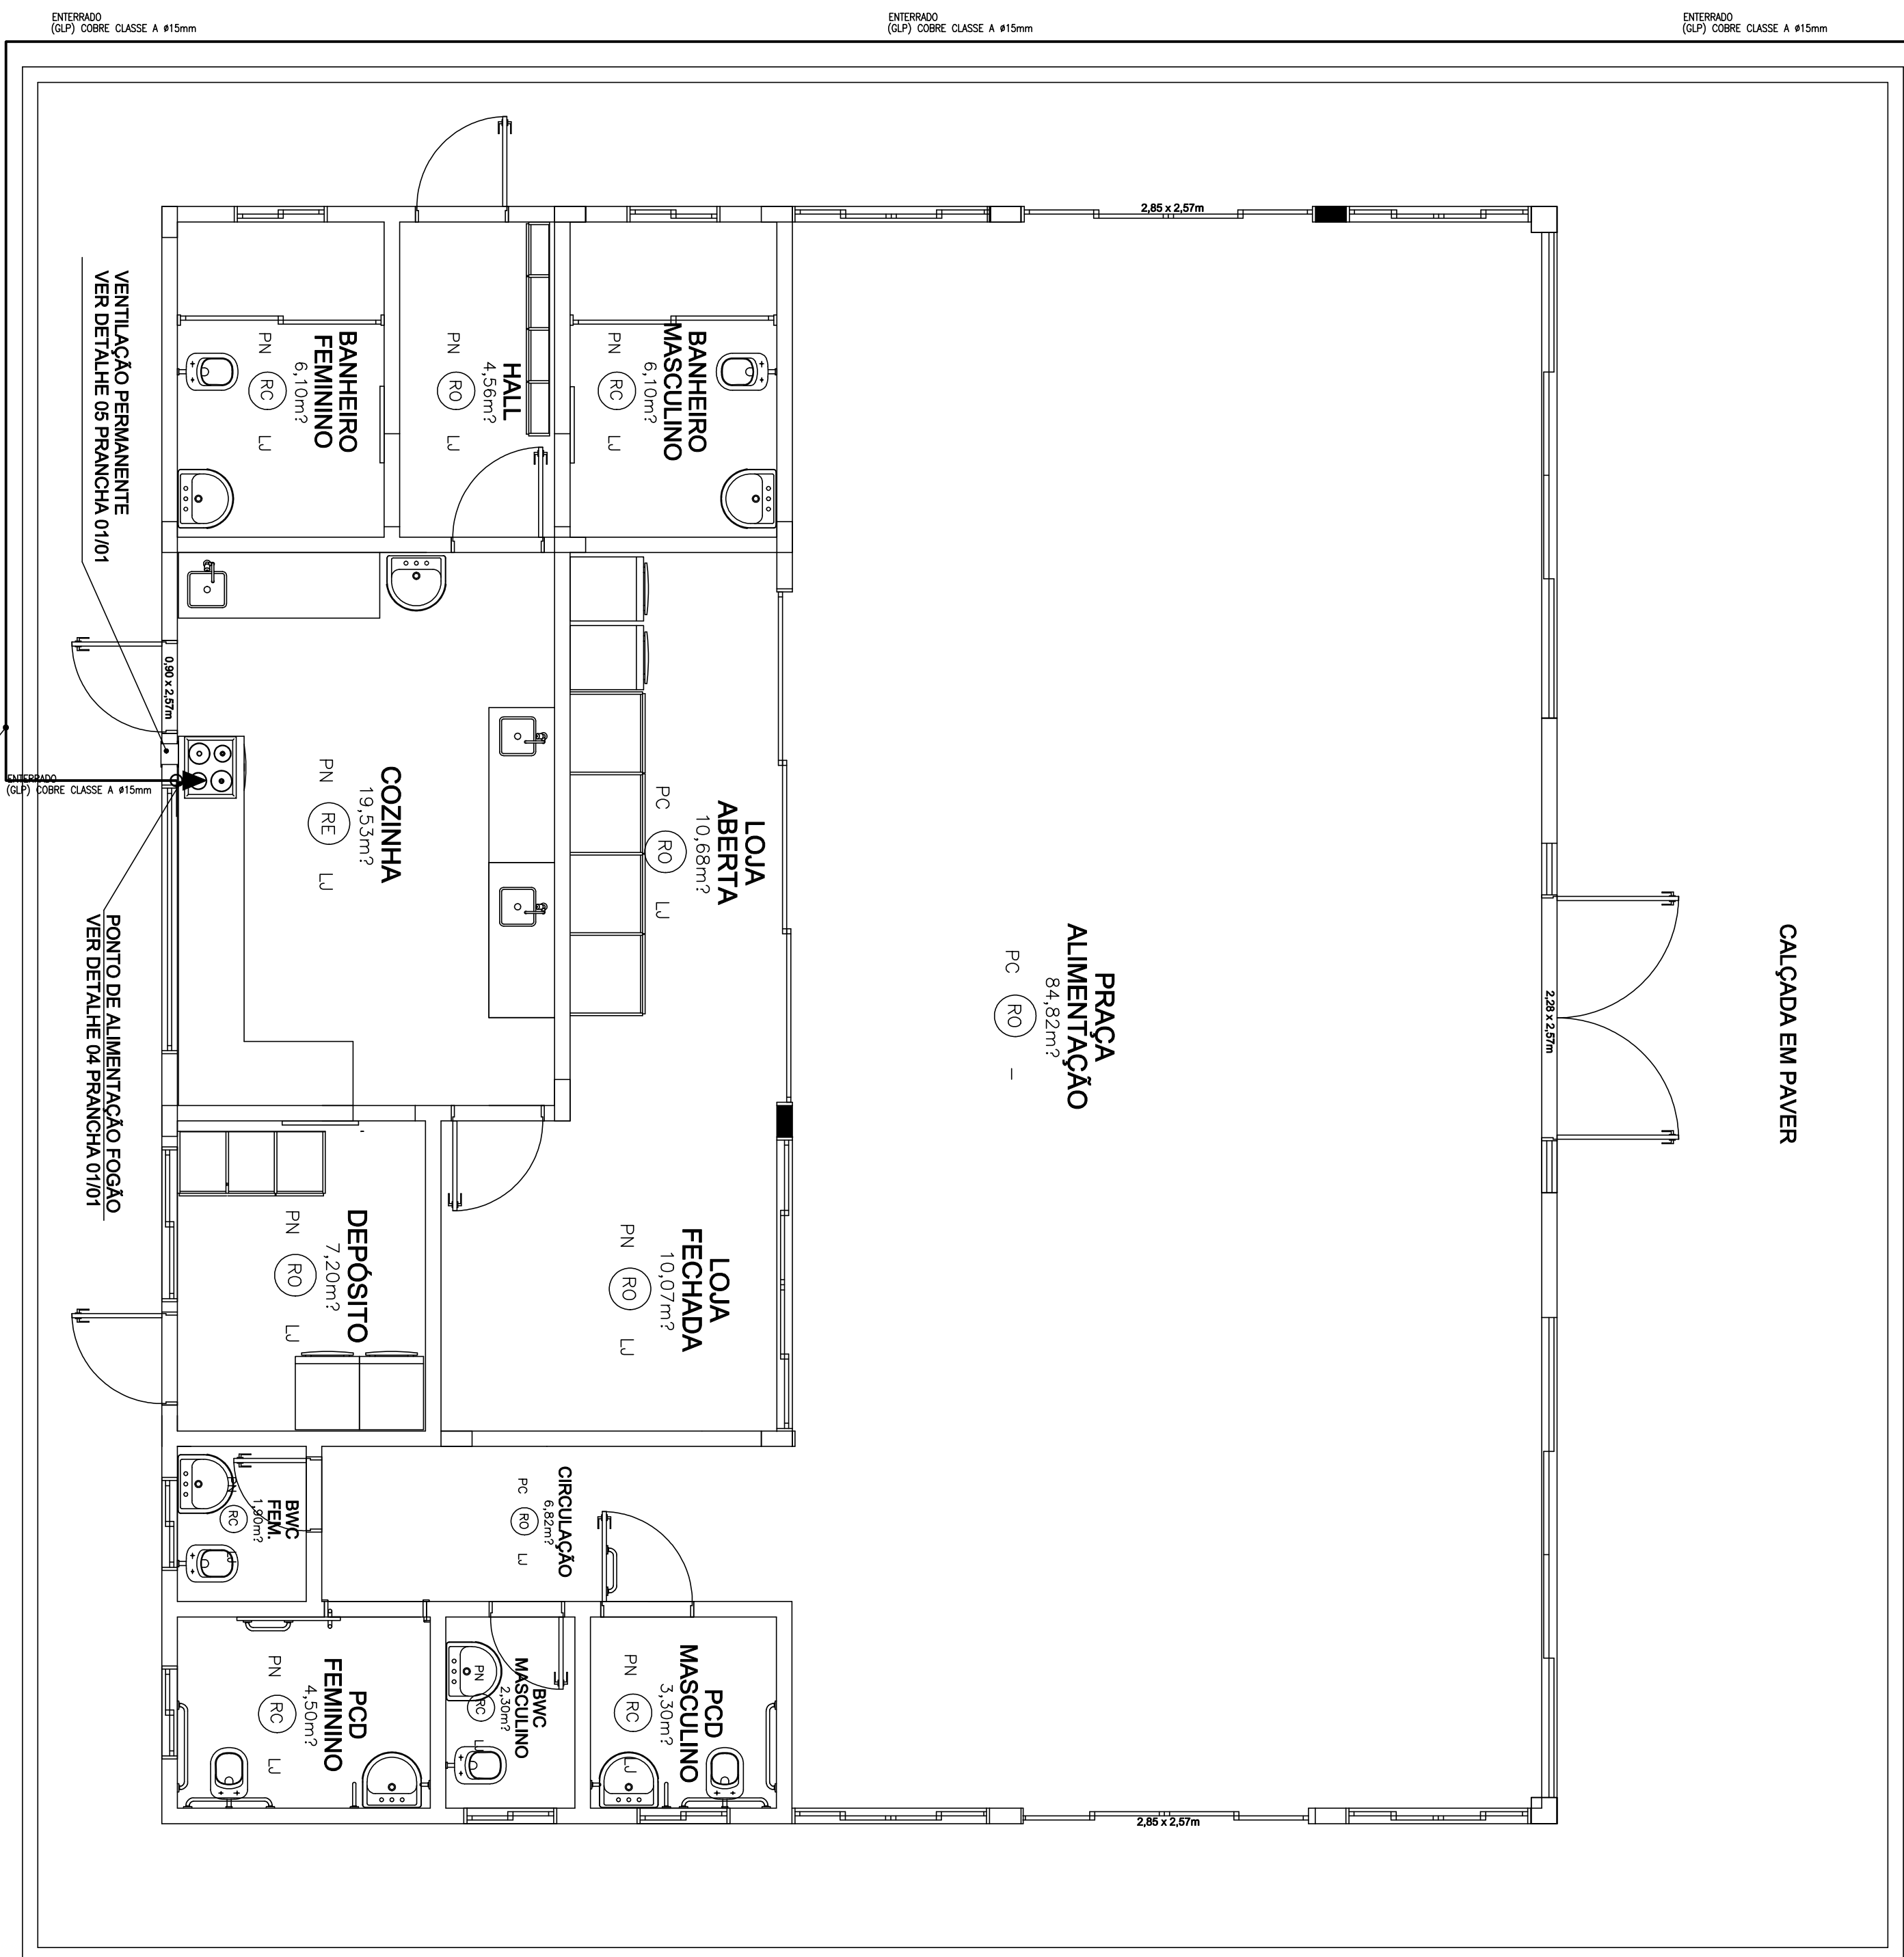 ENTERRADO
(GLP) COBRE CLASSE A ø15mm
ENTERRADO
(GLP) COBRE CLASSE A ø15mm
ENTERRADO
(GLP) COBRE CLASSE A ø15mm
2,85 x 2,57m
VENTILAÇÃO PERMANENTE
VER DETALHE 05 PRANCHA 01/01
BANHEIRO
FEMININO
6,10m?
PN RC LJ
HALL
4,56m?
PN RO LJ
BANHEIRO
MASCULINO
6,10m?
PN RC LJ
0,90 x 2,57m
ENTERRADO
(GLP) COBRE CLASSE A ø15mm
COZINHA
19,53m?
PN RE LJ
LOJA
ABERTA
10,68m?
PC RO LJ
PRAÇA
ALIMENTAÇÃO
84,82m?
PC RO –
2,28 x 2,57m
CALÇADA EM PAVER
PONTO DE ALIMENTAÇÃO FOGÃO
VER DETALHE 04 PRANCHA 01/01
DEPÓSITO
7,20m?
PN RO LJ
LOJA
FECHADA
10,07m?
PN RO LJ
BWC
FEM.
1,90m?
PN RC LJ
CIRCULAÇÃO
6,82m?
PC RO LJ
PCD
FEMININO
4,50m?
PN RC LJ
BWC
MASCULINO
2,30m?
PN RC LJ
PCD
MASCULINO
3,30m?
PN RC LJ
2,85 x 2,57m